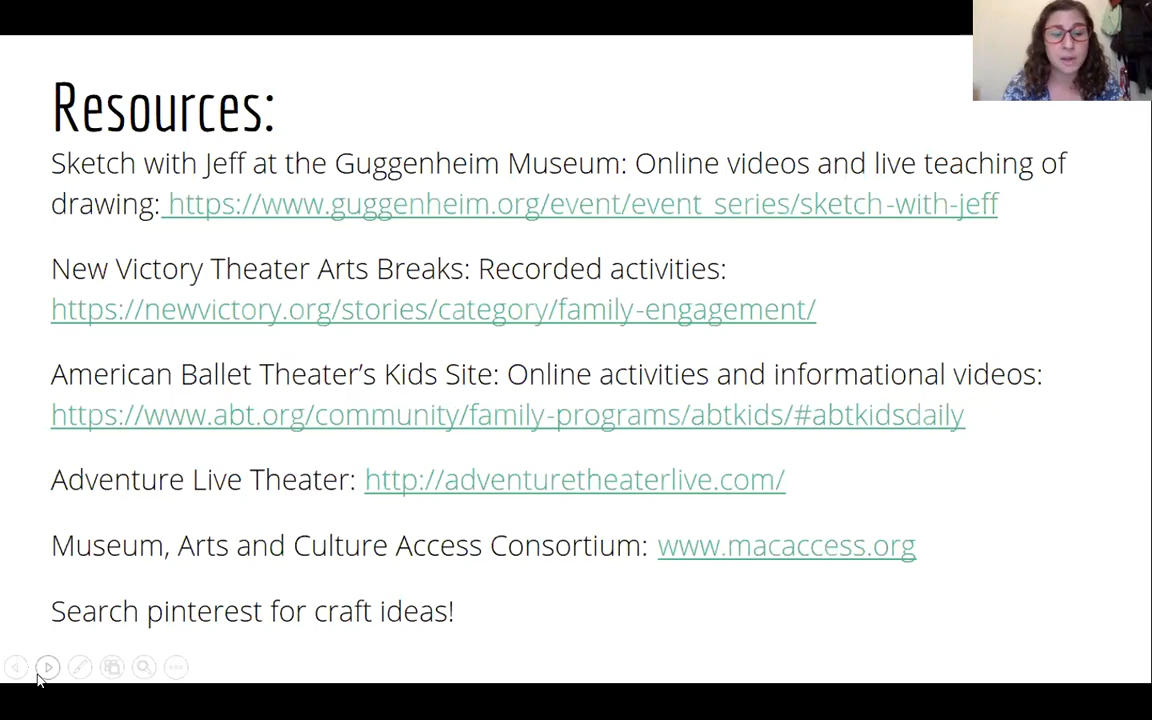 Resources:
Sketch with Jeff at the Guggenheim Museum: Online videos and live teaching of
drawing: https://www.guggenheim.org/event/event_series/sketch-with-jeff
New Victory Theater Arts Breaks: Recorded activities:
https://newvictory.org/stories/category/family-engagement/
American Ballet Theater’s Kids Site: Online activities and informational videos:
https://www.abt.org/community/family-programs/abtkids/#abtkidsdaily
Adventure Live Theater: http://adventuretheaterlive.com/
Museum, Arts and Culture Access Consortium: www.macaccess.org
Search pinterest for craft ideas!